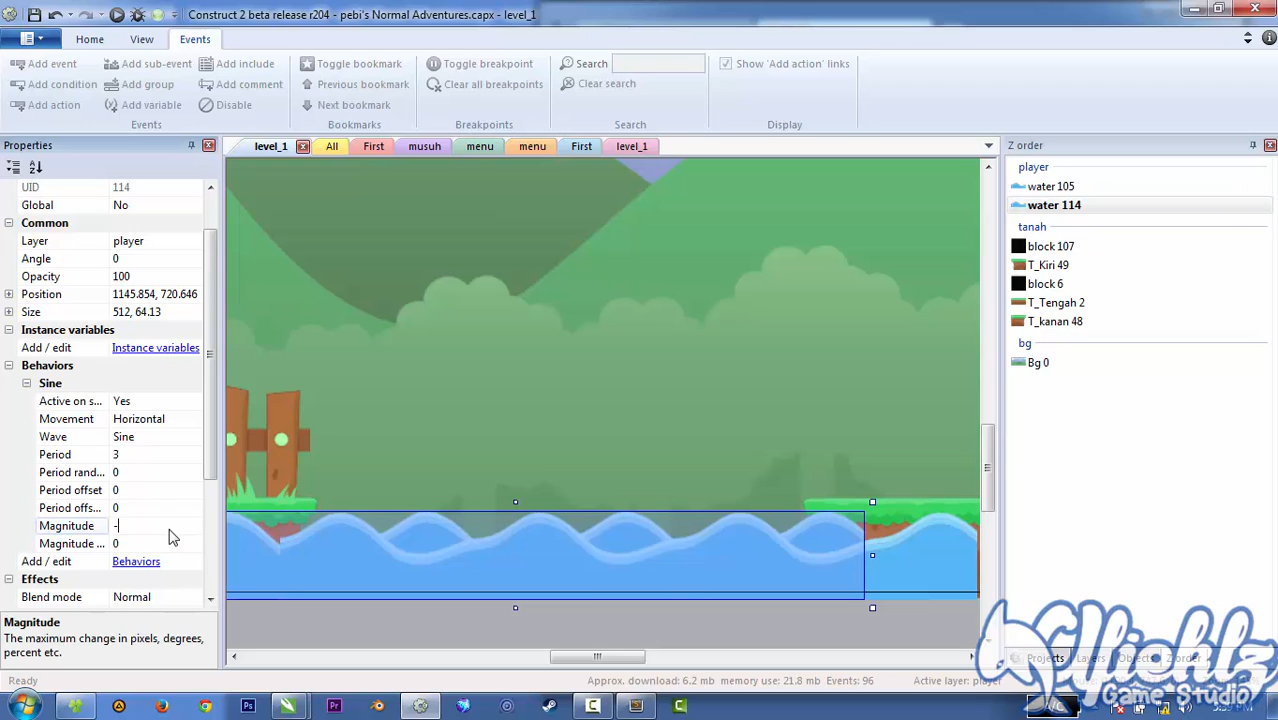 Construct 2 beta release r204 - pebi's Normal Adventures.capx - level_1
Home View Events
Add event Add sub-event Add include Toggle bookmark Toggle breakpoint Search Show 'Add action' links
Add condition Add group Add comment Previous bookmark Clear all breakpoints Clear search
Add action Add variable Disable Next bookmark
Events Bookmarks Breakpoints Search Display
Properties
level_1 All First musuh menu menu First level_1
Z order
UID 114
Global No
Common
Layer player
Angle 0
Opacity 100
Position 1145.854, 720.646
Size 512, 64.13
Instance variables
Add / edit Instance variables
Behaviors
Sine
Active on s... Yes
Movement Horizontal
Wave Sine
Period 3
Period rand... 0
Period offset 0
Period offs... 0
Magnitude -
Magnitude ... 0
Add / edit Behaviors
Effects
Blend mode Normal
Magnitude
The maximum change in pixels, degrees,
percent etc.
player
water 105
water 114
tanah
block 107
T_Kiri 49
block 6
T_Tengah 2
T_kanan 48
bg
Bg 0
Projects Layers Objects Z order
Ready
Approx. download: 6.2 mb | memory use: 21.8 mb
Events: 96
Active layer: player
Game Studio